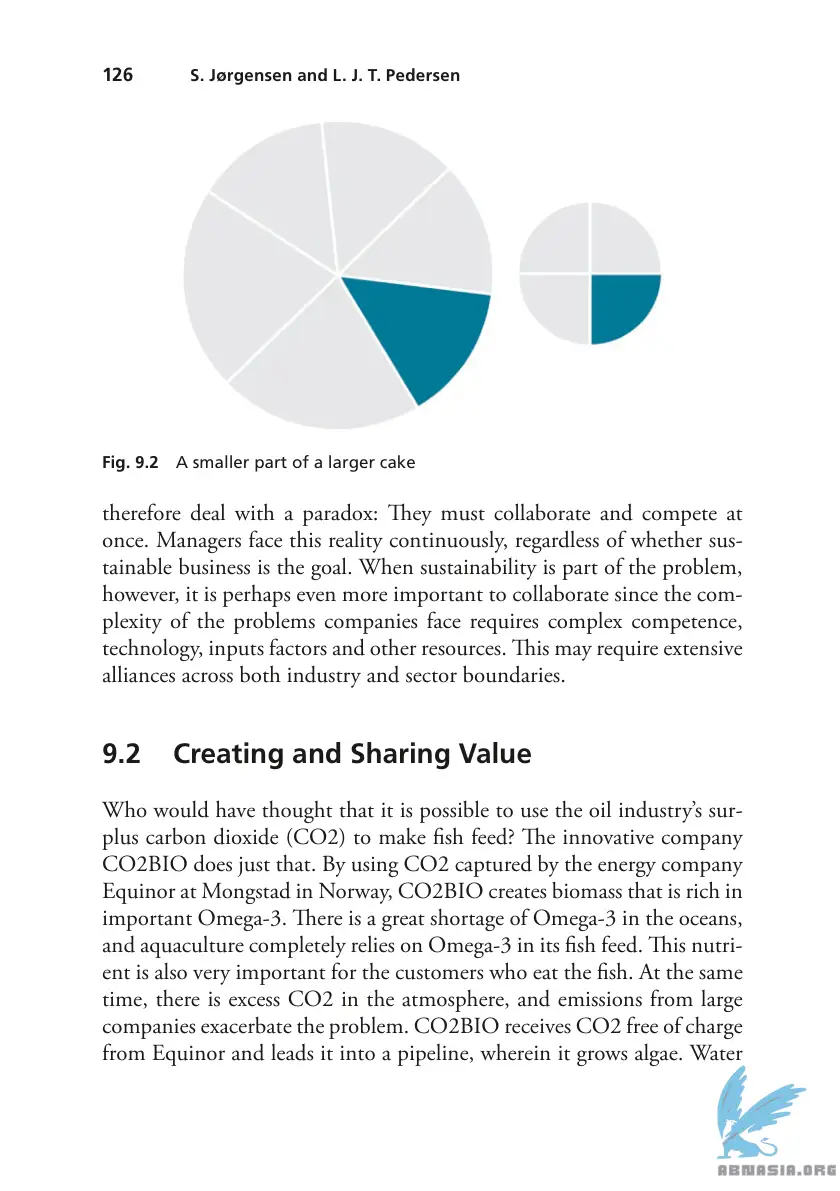 126 S. Jørgensen and L. J. T. Pedersen
Fig. 9.2 A smaller part of a larger cake
therefore deal with a paradox: They must collaborate and compete at
once. Managers face this reality continuously, regardless of whether sus-
tainable business is the goal. When sustainability is part of the problem,
however, it is perhaps even more important to collaborate since the com-
plexity of the problems companies face requires complex competence,
technology, inputs factors and other resources. This may require extensive
alliances across both industry and sector boundaries.
9.2 Creating and Sharing Value
Who would have thought that it is possible to use the oil industry’s sur-
plus carbon dioxide (CO2) to make fish feed? The innovative company
CO2BIO does just that. By using CO2 captured by the energy company
Equinor at Mongstad in Norway, CO2BIO creates biomass that is rich in
important Omega-3. There is a great shortage of Omega-3 in the oceans,
and aquaculture completely relies on Omega-3 in its fish feed. This nutri-
ent is also very important for the customers who eat the fish. At the same
time, there is excess CO2 in the atmosphere, and emissions from large
companies exacerbate the problem. CO2BIO receives CO2 free of charge
from Equinor and leads it into a pipeline, wherein it grows algae. Water
ABNASIA.ORG